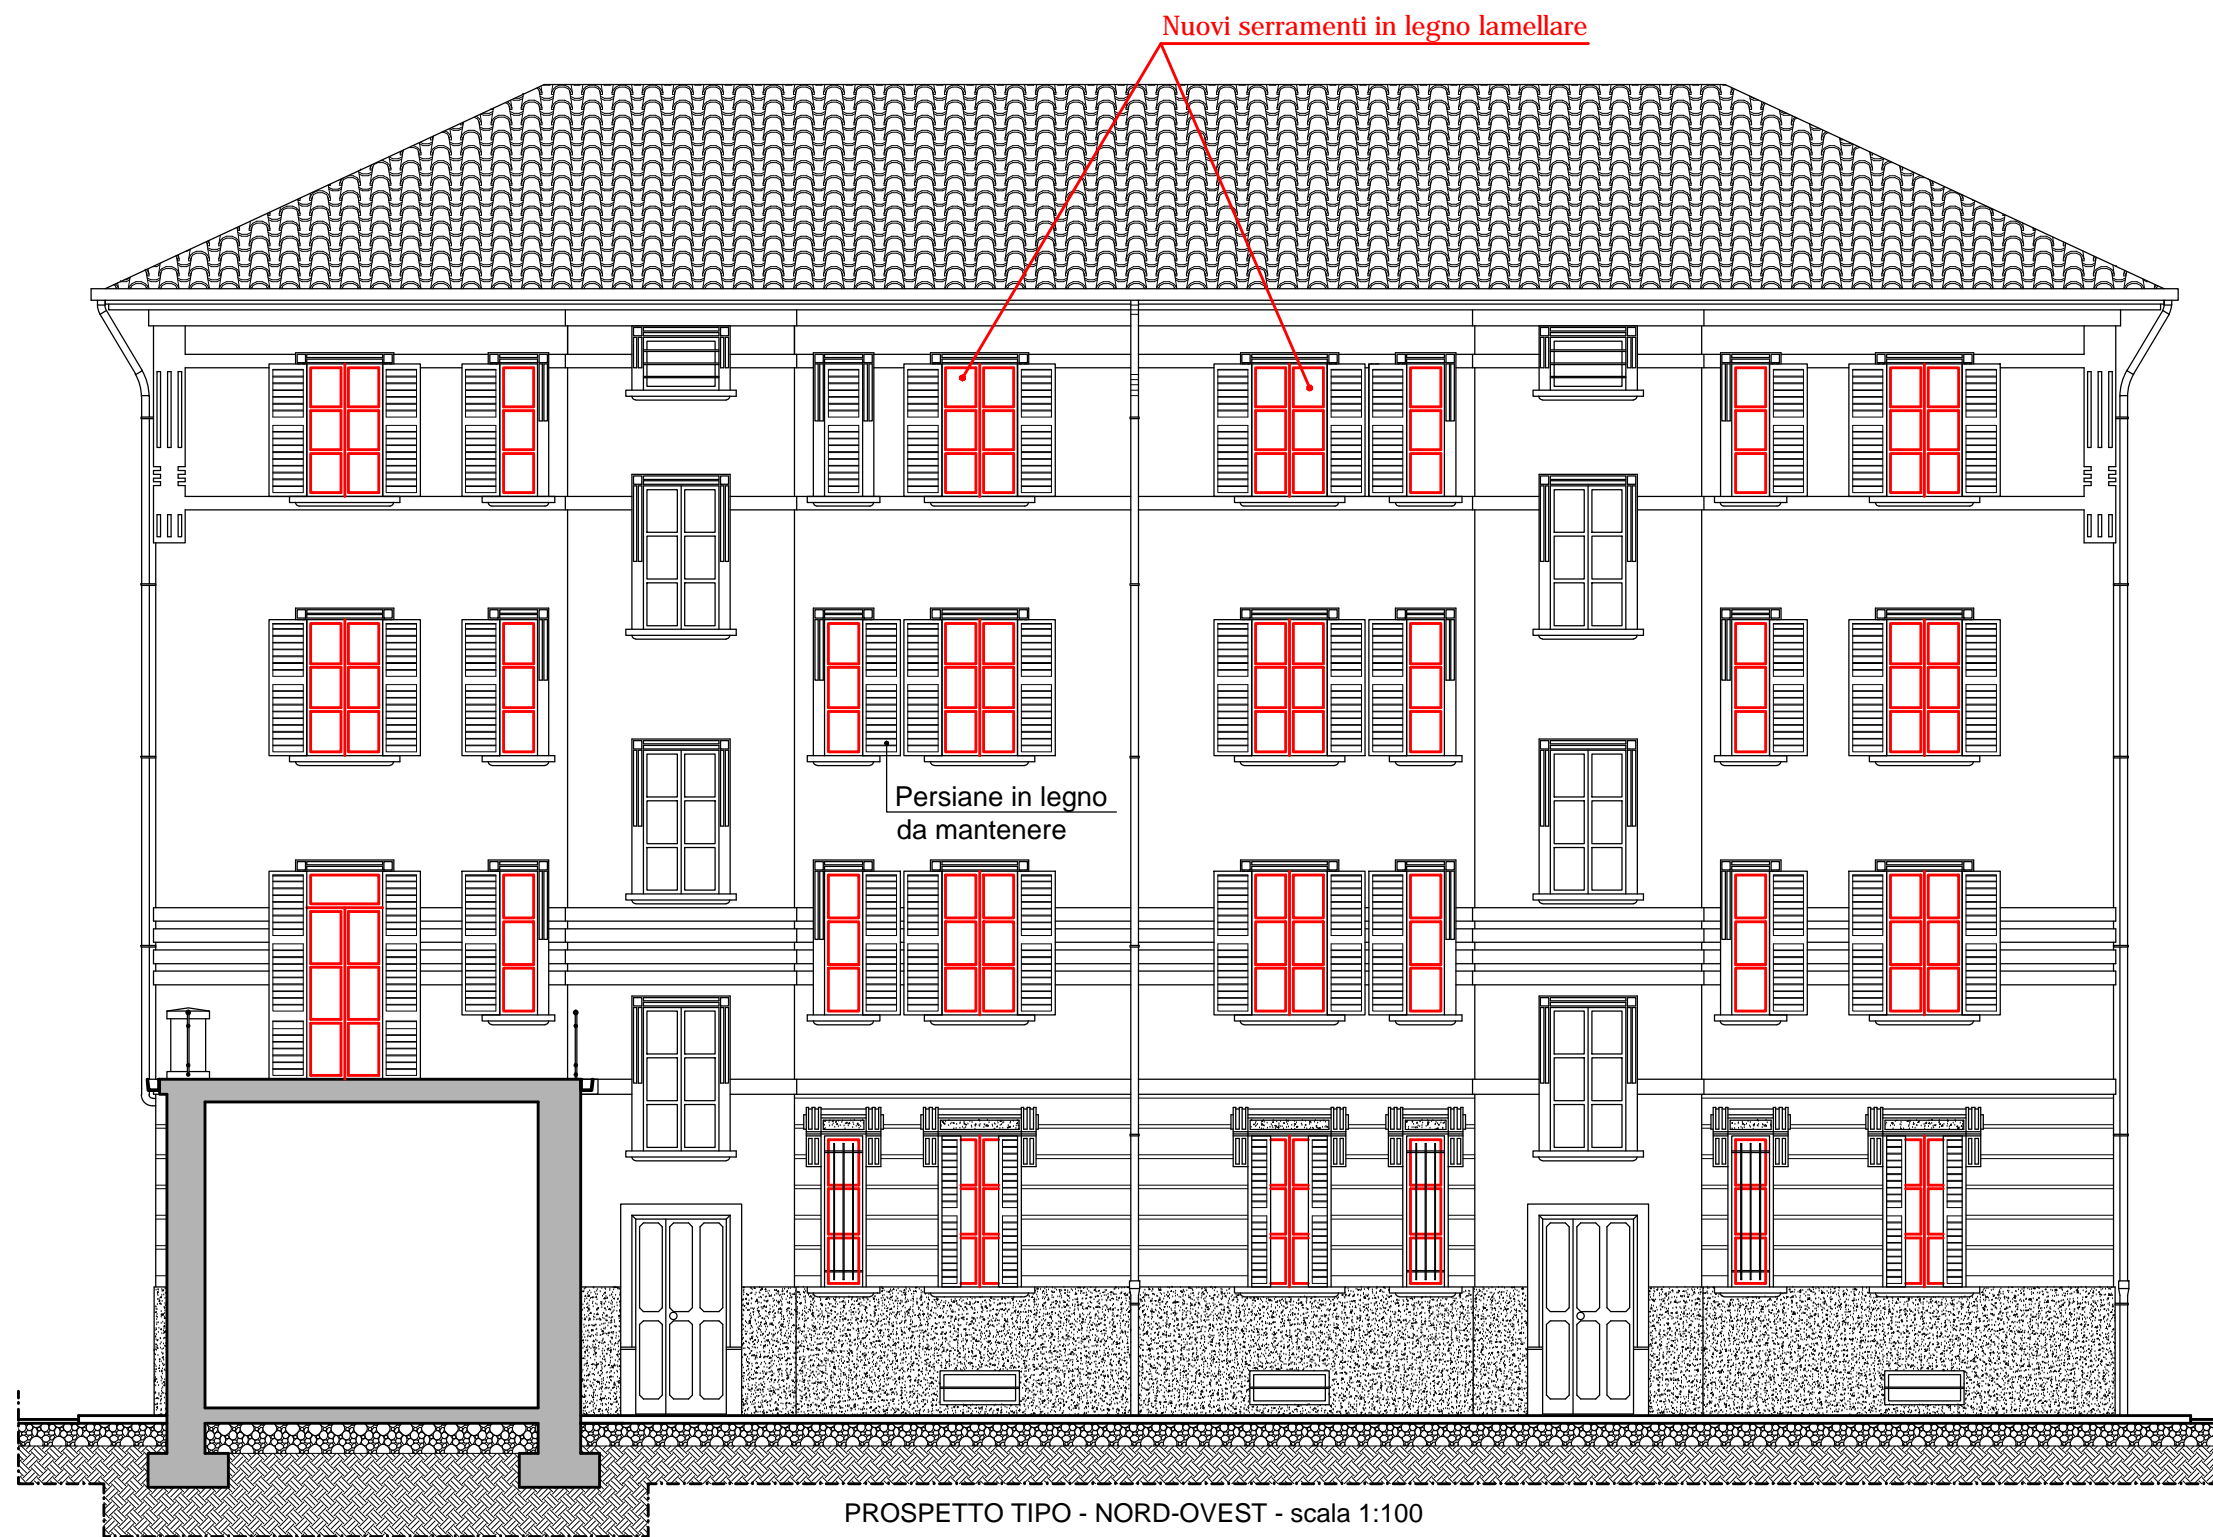 Nuovi serramenti in legno lamellare
Persiane in legno
da mantenere
PROSPETTO TIPO - NORD-OVEST - scala 1:100